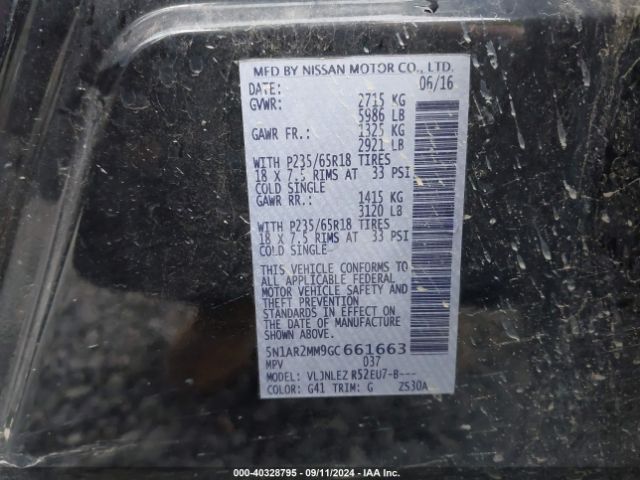 MFD BY NISSAN MOTOR CO., LTD.
DATE: 06/16
GVWR: 2715 KG
5986 LB
GAWR FR.: 1325 KG
2921 LB
WITH P235/65R18 TIRES
18 X 7.5 RIMS AT 33 PSI
COLD SINGLE
GAWR RR.: 1415 KG
3120 LB
WITH P235/65R18 TIRES
18 X 7.5 RIMS AT 33 PSI
COLD SINGLE
THIS VEHICLE CONFORMS TO
ALL APPLICABLE FEDERAL
MOTOR VEHICLE SAFETY AND
THEFT PREVENTION
STANDARDS IN EFFECT ON
THE DATE OF MANUFACTURE
SHOWN ABOVE.
5N1AR2MM9GC661663
MPV 037
MODEL: VLJNLEZ R52EU7-B---
COLOR: G41 TRIM: G ZS30A
000-40328795 - 09/11/2024 - IAA Inc.